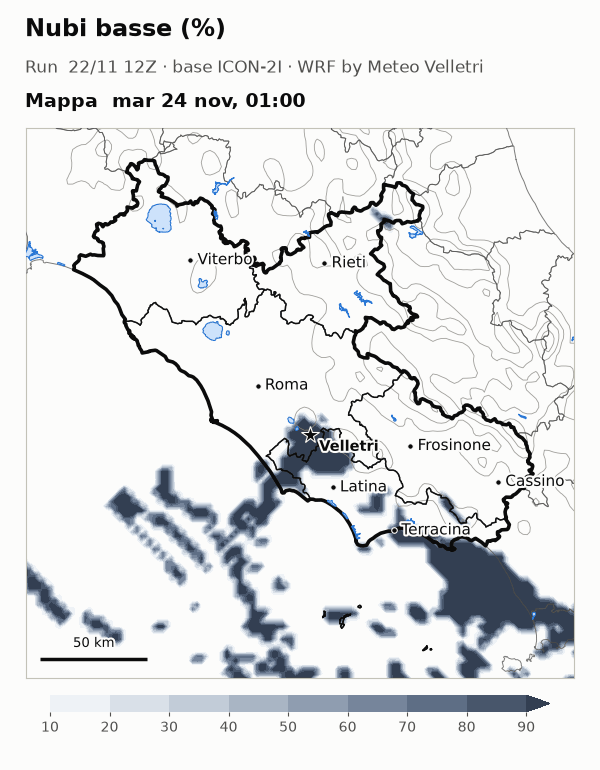 Nubi basse (%)
Run  22/11 12Z · base ICON-2I · WRF by Meteo Velletri
Mappa  mar 24 nov, 01:00
Viterbo
Rieti
Roma
Velletri
Frosinone
Cassino
Latina
Terracina
50 km
10 20 30 40 50 60 70 80 90